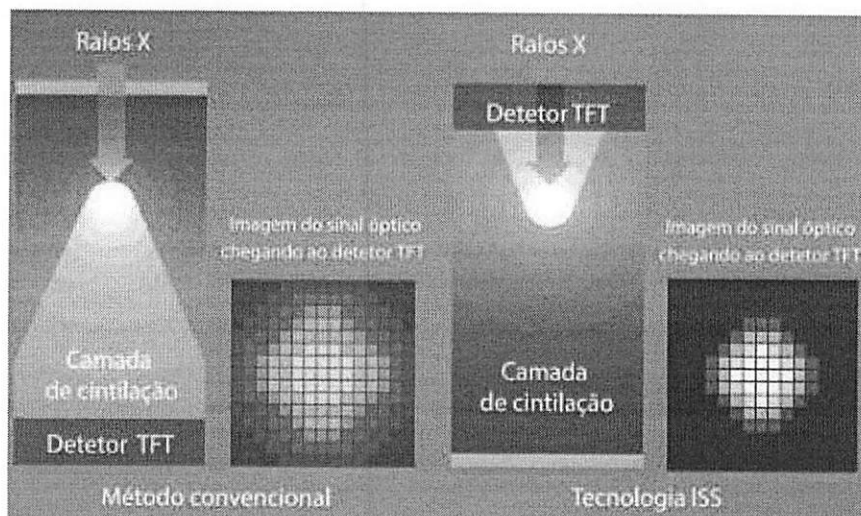 Raios X
Detetor TFT
Imagem do sinal óptico
chegando ao detetor TFT
Camada
de cintilação
Detetor TFT
Método convencional
Raios X
Imagem do sinal óptico
chegando ao detetor TFT
Camada
de cintilação
Tecnologia ISS